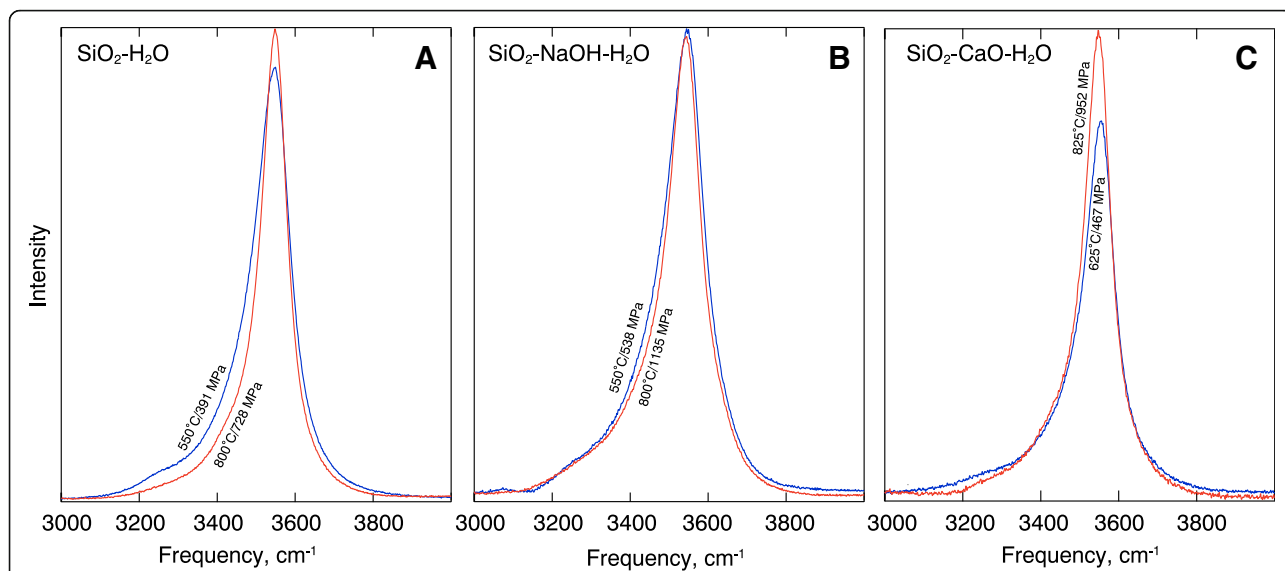 SiO₂-H₂O
A
550°C/391 MPa
800°C/728 MPa
SiO₂-NaOH-H₂O
B
550°C/538 MPa
800°C/1135 MPa
SiO₂-CaO-H₂O
C
825°C/952 MPa
625°C/467 MPa
Intensity
3000 3400 3600 3800
3000 3400 3600 3800
3000 3200 3400 3600 3800
Frequency, cm⁻¹
Frequency, cm⁻¹
Frequency, cm⁻¹